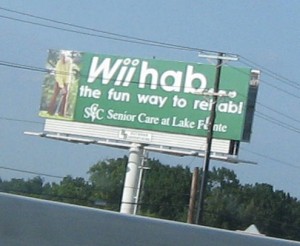 Wiihab...
the fun way to rehab!
SC Senior Care at Lake Pointe